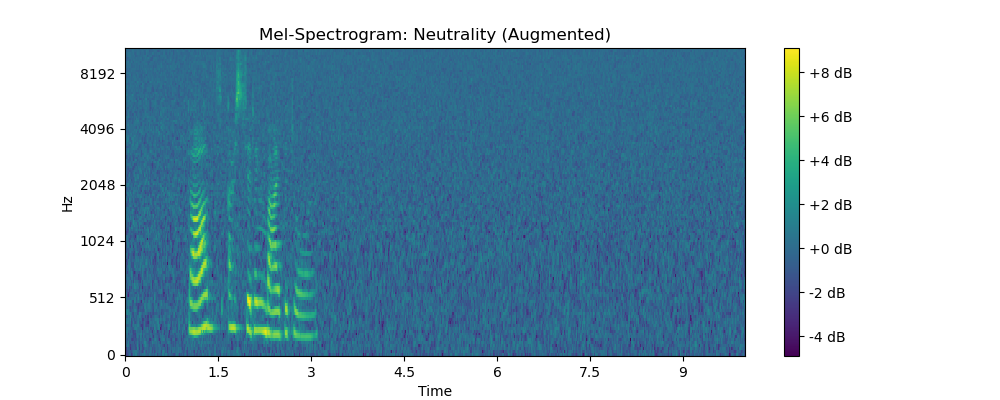 Mel-Spectrogram: Neutrality (Augmented)
8192
4096
2048
1024
512
0
Hz
0 1.5 3 4.5 6 7.5 9
Time
+8 dB
+6 dB
+4 dB
+2 dB
+0 dB
-2 dB
-4 dB